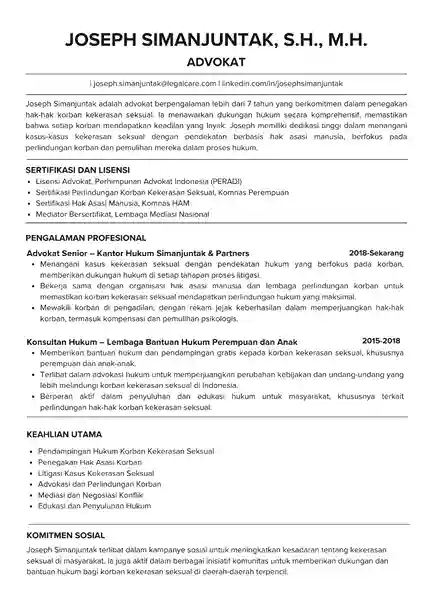 JOSEPH SIMANJUNTAK, S.H., M.H.
ADVOKAT
| joseph.simanjuntak@legalcare.com | linkedin.com/in/josephsimanjuntak
Joseph Simanjuntak adalah advokat berpengalaman lebih dari 7 tahun yang berkomitmen dalam penegakan
hak-hak korban kekerasan seksual. Ia menawarkan dukungan hukum secara komprehensif, memastikan
bahwa setiap korban mendapatkan keadilan yang layak. Joseph memiliki dedikasi tinggi dalam menangani
kasus-kasus kekerasan seksual dengan pendekatan berbasis hak asasi manusia, berfokus pada
perlindungan korban dan pemulihan mereka dalam proses hukum.
SERTIFIKASI DAN LISENSI
• Lisensi Advokat, Perhimpunan Advokat Indonesia (PERADI)
• Sertifikasi Perlindungan Korban Kekerasan Seksual, Komnas Perempuan
• Sertifikasi Hak Asasi Manusia, Komnas HAM
• Mediator Bersertifikat, Lembaga Mediasi Nasional
PENGALAMAN PROFESIONAL
Advokat Senior – Kantor Hukum Simanjuntak & Partners 2018-Sekarang
• Menangani kasus kekerasan seksual dengan pendekatan hukum yang berfokus pada korban,
memberikan dukungan hukum di setiap tahapan proses litigasi.
• Bekerja sama dengan organisasi hak asasi manusia dan lembaga perlindungan korban untuk
memastikan korban kekerasan seksual mendapatkan perlindungan hukum yang maksimal.
• Mewakili korban di pengadilan, dengan rekam jejak keberhasilan dalam memperjuangkan hak-hak
korban, termasuk kompensasi dan pemulihan psikologis.
Konsultan Hukum – Lembaga Bantuan Hukum Perempuan dan Anak 2015-2018
• Memberikan bantuan hukum dan pendampingan gratis kepada korban kekerasan seksual, khususnya
perempuan dan anak-anak.
• Terlibat dalam advokasi hukum untuk memperjuangkan perubahan kebijakan dan undang-undang yang
lebih melindungi korban kekerasan seksual di Indonesia.
• Berperan aktif dalam penyuluhan dan edukasi hukum untuk masyarakat, khususnya terkait
perlindungan hak-hak korban kekerasan seksual.
KEAHLIAN UTAMA
• Pendampingan Hukum Korban Kekerasan Seksual
• Penegakan Hak Asasi Korban
• Litigasi Kasus Kekerasan Seksual
• Advokasi dan Perlindungan Korban
• Mediasi dan Negosiasi Konflik
• Edukasi dan Penyuluhan Hukum
KOMITMEN SOSIAL
Joseph Simanjuntak terlibat dalam kampanye sosial untuk meningkatkan kesadaran tentang kekerasan
seksual di masyarakat. Ia juga aktif dalam berbagai inisiatif komunitas untuk memberikan dukungan dan
bantuan hukum bagi korban kekerasan seksual di daerah-daerah terpencil.